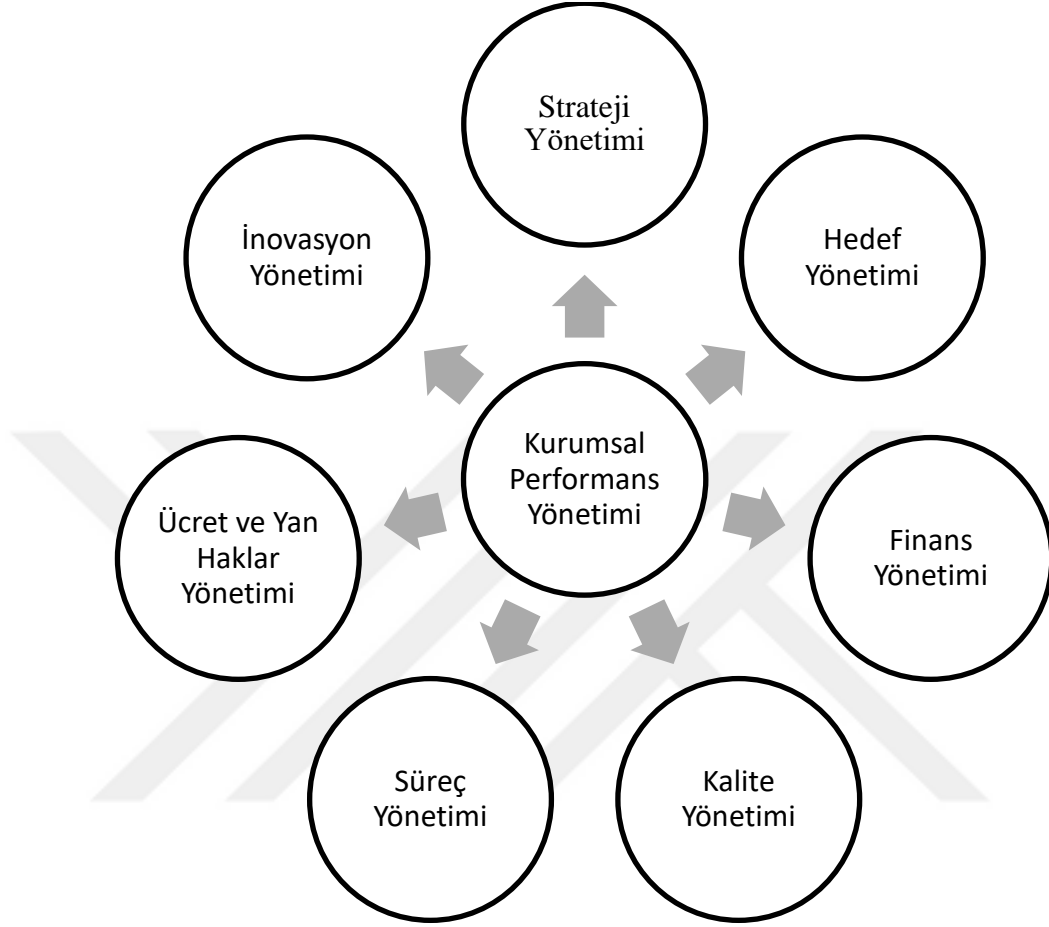 Strateji
Yönetimi
İnovasyon
Yönetimi
Hedef
Yönetimi
Kurumsal
Performans
Yönetimi
Ücret ve Yan
Haklar
Yönetimi
Finans
Yönetimi
Süreç
Yönetimi
Kalite
Yönetimi